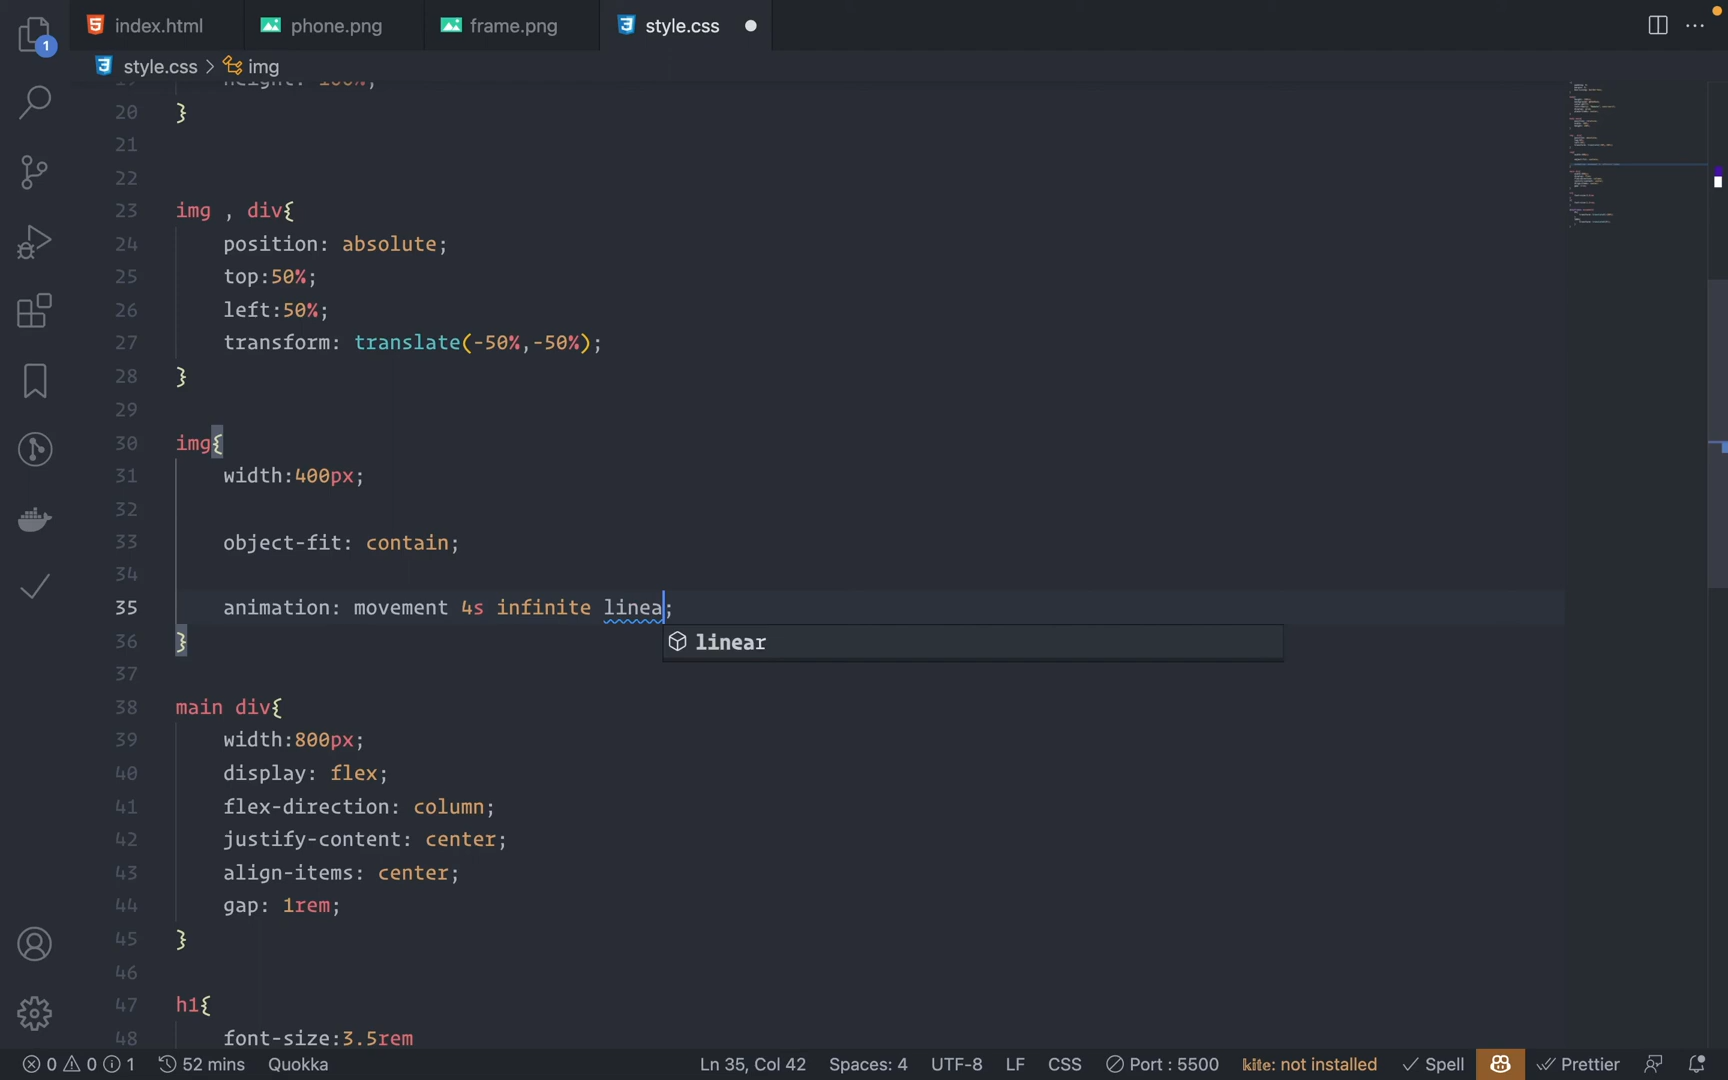 index.html phone.png frame.png style.css
1
style.css > img
19 height: 100%;
20 }
21
22
23 img , div{
24 position: absolute;
25 top:50%;
26 left:50%;
27 transform: translate(-50%,-50%);
28 }
29
30 img{
31 width:400px;
32
33 object-fit: contain;
34
35 animation: movement 4s infinite linea;
linear
36 }
37
38 main div{
39 width:800px;
40 display: flex;
41 flex-direction: column;
42 justify-content: center;
43 align-items: center;
44 gap: 1rem;
45 }
46
47 h1{
48 font-size:3.5rem
0 0 1 52 mins Quokka Ln 35, Col 42 Spaces: 4 UTF-8 LF CSS Port : 5500 kite: not installed Spell Prettier